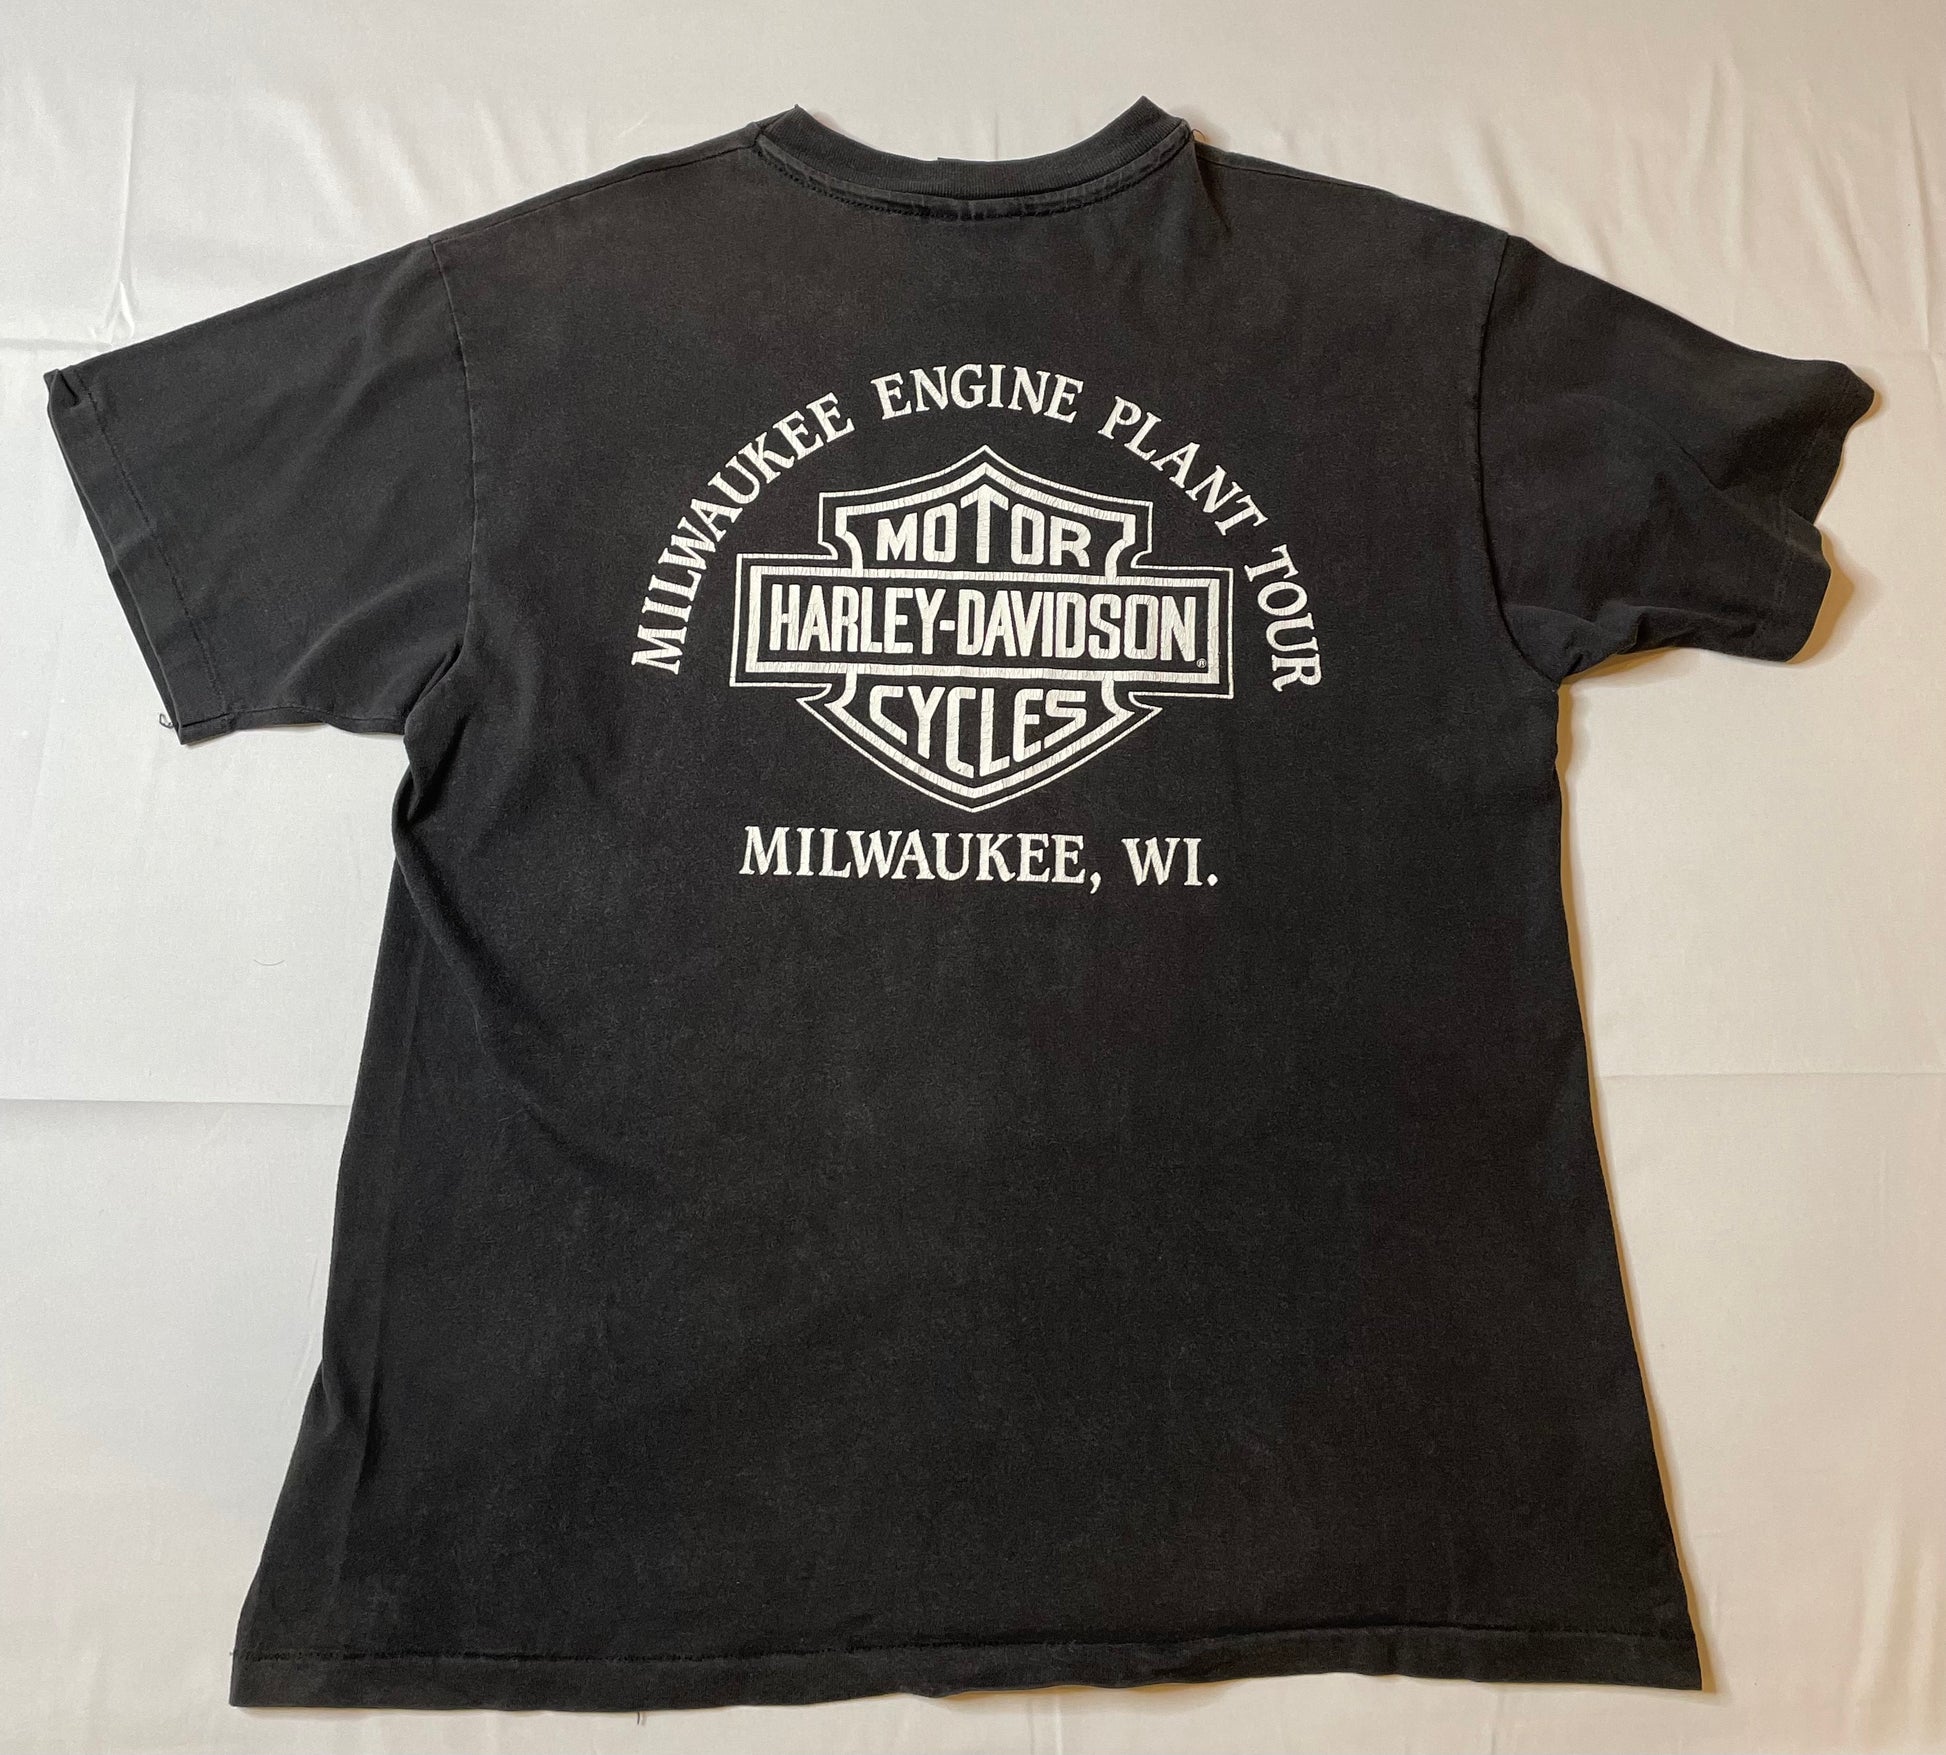 MILWAUKEE ENGINE PLANT TOUR
MOTOR
HARLEY-DAVIDSON
®
CYCLES
MILWAUKEE, WI.